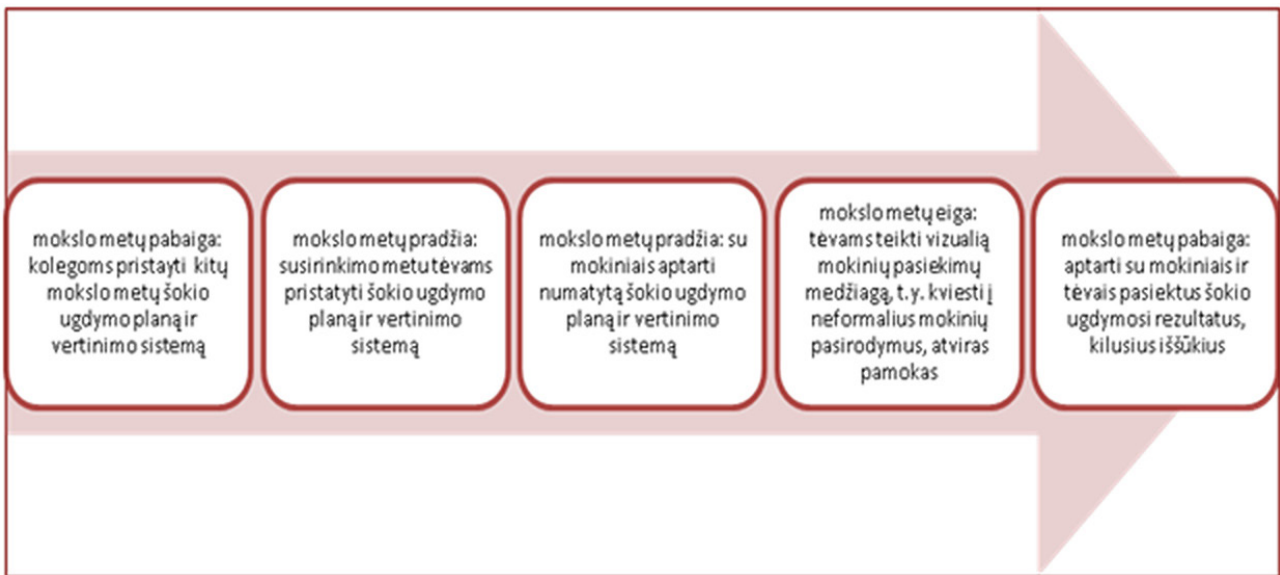 mokslo metų pabaiga:
kolegoms pristayti kitų
mokslo metų šokio
ugdymo planą ir
vertinimo sistemą
mokslo metų pradžia:
susirinkimo metu tėvams
pristatyti šokio ugdymo
planą ir vertinimo
sistemą
mokslo metų pradžia: su
mokiniais aptarti
numatytą šokio ugdymo
planą ir vertinimo
sistemą
mokslo metų eiga:
tėvams teikti vizualią
mokinių pasiekimų
medžiagą, t.y. kviesti į
neformalius mokinių
pasirodymus, atviras
pamokas
mokslo metų pabaiga:
aptarti su mokiniais ir
tėvais pasiektus šokio
ugdymosi rezultatus,
kilusius iššūkius